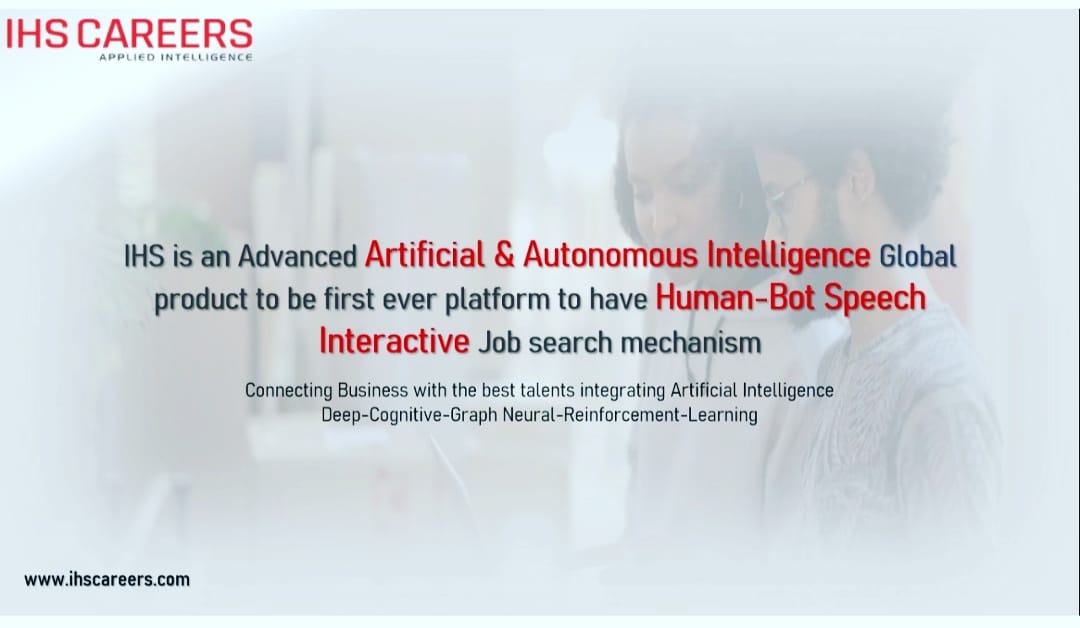 IHS CAREERS
APPLIED INTELLIGENCE
IHS is an Advanced Artificial & Autonomous Intelligence Global
product to be first ever platform to have Human-Bot Speech
Interactive Job search mechanism
Connecting Business with the best talents integrating Artificial Intelligence
Deep-Cognitive-Graph Neural-Reinforcement-Learning
www.ihscareers.com